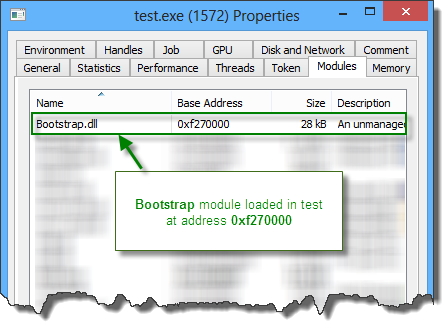 test.exe (1572) Properties
Environment Handles Job GPU Disk and Network Comment
General Statistics Performance Threads Token Modules Memory
Name Base Address Size Description
Bootstrap.dll 0xf270000 28 kB An unmanaged
Bootstrap module loaded in test
at address 0xf270000